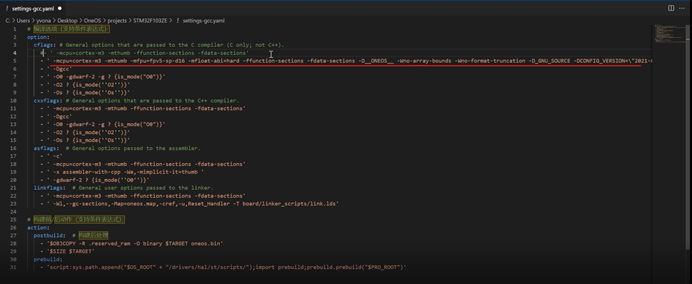 settings-gcc.yaml
C: > Users > yvona > Desktop > OneOS > projects > STM32F103ZE > settings-gcc.yaml
1 # 编译选项（支持条件表达式）
2 option:
3 cflags: # General options that are passed to the C compiler (C only; not C++).
4 # - ' -mcpu=cortex-m3 -mthumb -ffunction-sections -fdata-sections'
5 - ' -mcpu=cortex-m3 -mthumb -mfpu=fpv5-sp-d16 -mfloat-abi=hard -ffunction-sections -fdata-sections -D__ONEOS__ -Wno-array-bounds -Wno-format-truncation -D_GNU_SOURCE -DCONFIG_VERSION=\"2021-
6 - '-Dgcc'
7 - ' -O0 -gdwarf-2 -g ? {is_mode("O0")}'
8 - ' -O2 ? {is_mode(''O2'')}'
9 - ' -Os ? {is_mode(''Os'')}'
10 cxxflags: # General options that are passed to the C++ compiler.
11 - ' -mcpu=cortex-m3 -mthumb -ffunction-sections -fdata-sections'
12 - ' -Dgcc'
13 - ' -O0 -gdwarf-2 -g ? {is_mode("O0")}'
14 - ' -O2 ? {is_mode(''O2'')}'
15 - ' -Os ? {is_mode(''Os'')}'
16 asflags: # General options passed to the assembler.
17 - ' -c'
18 - ' -mcpu=cortex-m3 -mthumb -ffunction-sections -fdata-sections'
19 - ' -x assembler-with-cpp -Wa,-mimplicit-it=thumb '
20 - ' -gdwarf-2 ? {is_mode(''O0'')}'
21 linkflags: # General user options passed to the linker.
22 - ' -mcpu=cortex-m3 -mthumb -ffunction-sections -fdata-sections'
23 - ' -Wl,--gc-sections,-Map=oneos.map,-cref,-u,Reset_Handler -T board/linker_scripts/link.lds'
24
25 # 构建前/后动作（支持条件表达式）
26 action:
27 postbuild: # 构建后处理
28 - '$OBJCOPY -R .reserved_ram -O binary $TARGET oneos.bin'
29 - '$SIZE $TARGET'
30 prebuild:
31 - 'script:sys.path.append("$OS_ROOT" + "/drivers/hal/st/scripts/");import prebuild;prebuild.prebuild("$PRO_ROOT")'